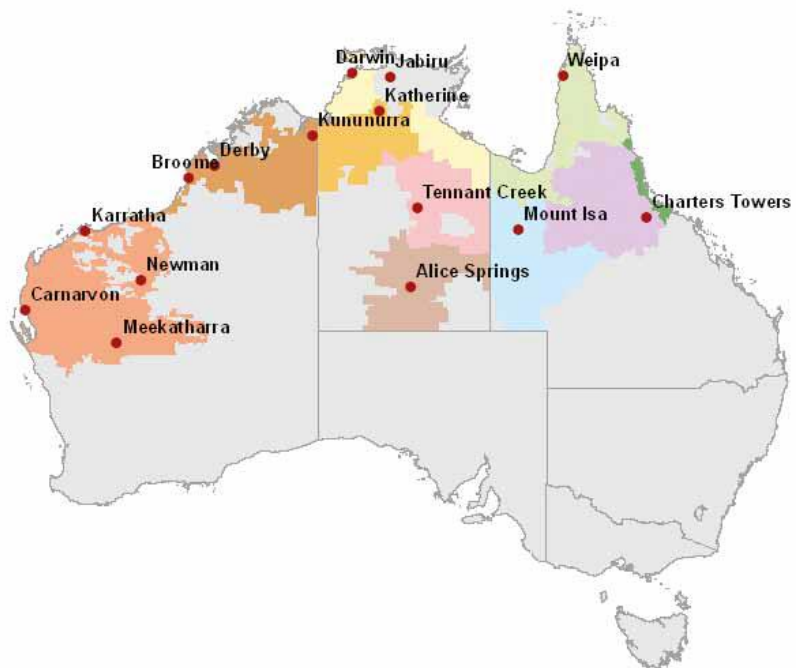 Darwin
Jabiru
Weipa
Katherine
Kununurra
Derby
Broome
Tennant Creek
Charters Towers
Mount Isa
Karratha
Newman
Alice Springs
Carnarvon
Meekatharra